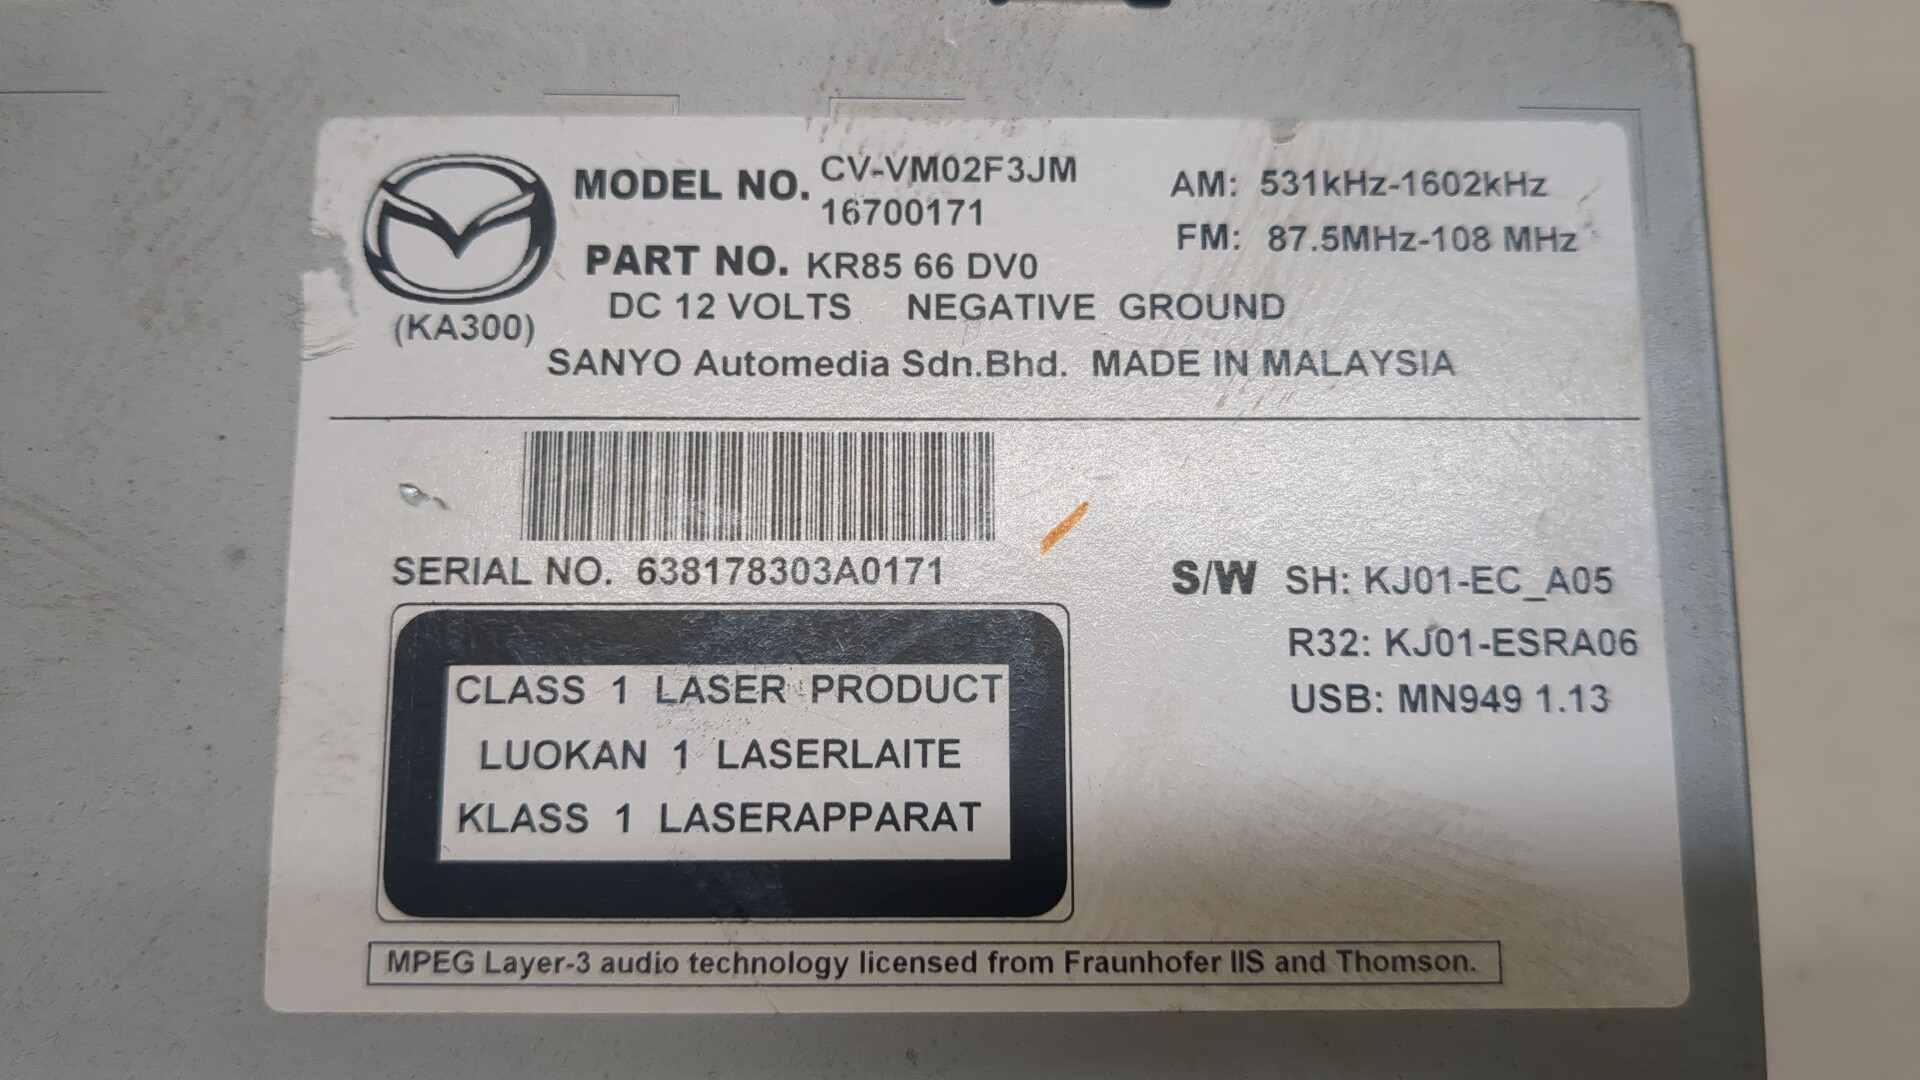 MODEL NO. CV-VM02F3JM
16700171
AM: 531kHz-1602kHz
FM: 87.5MHz-108 MHz
PART NO. KR85 66 DV0
(KA300)
DC 12 VOLTS NEGATIVE GROUND
SANYO Automedia Sdn.Bhd. MADE IN MALAYSIA
SERIAL NO. 638178303A0171
S/W SH: KJ01-EC_A05
R32: KJ01-ESRA06
USB: MN949 1.13
CLASS 1 LASER PRODUCT
LUOKAN 1 LASERLAITE
KLASS 1 LASERAPPARAT
MPEG Layer-3 audio technology licensed from Fraunhofer IIS and Thomson.